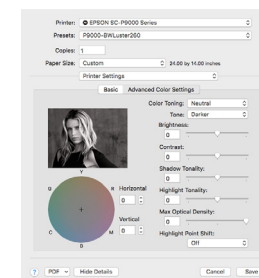 Printer: EPSON SC-P9000 Series
Presets: P9000-BWLuster260
Copies: 1
Paper Size: Custom 24.00 by 14.00 inches
Printer Settings
Basic Advanced Color Settings
Color Toning: Neutral
Tone: Darker
Brightness:
0
Contrast:
0
Shadow Tonality:
0
Highlight Tonality:
0
Max Optical Density:
0
Highlight Point Shift:
Off
Y
R
M
C
Horizontal
0
Vertical
0
? PDF Hide Details Cancel Save